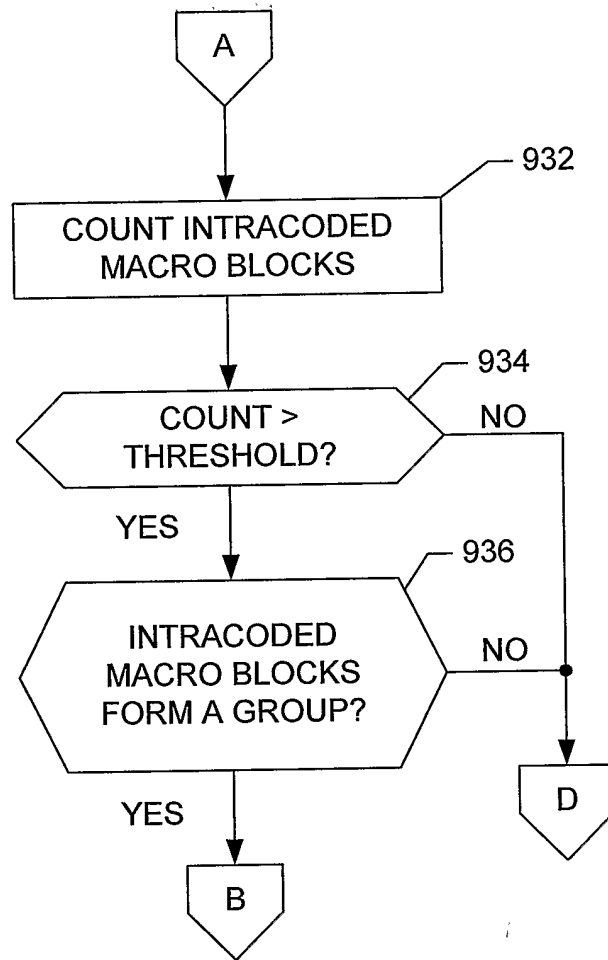 A
932
COUNT INTRACODED
MACRO BLOCKS
934
COUNT >
THRESHOLD?
NO
YES
936
INTRACODED
MACRO BLOCKS
FORM A GROUP?
NO
YES
D
B